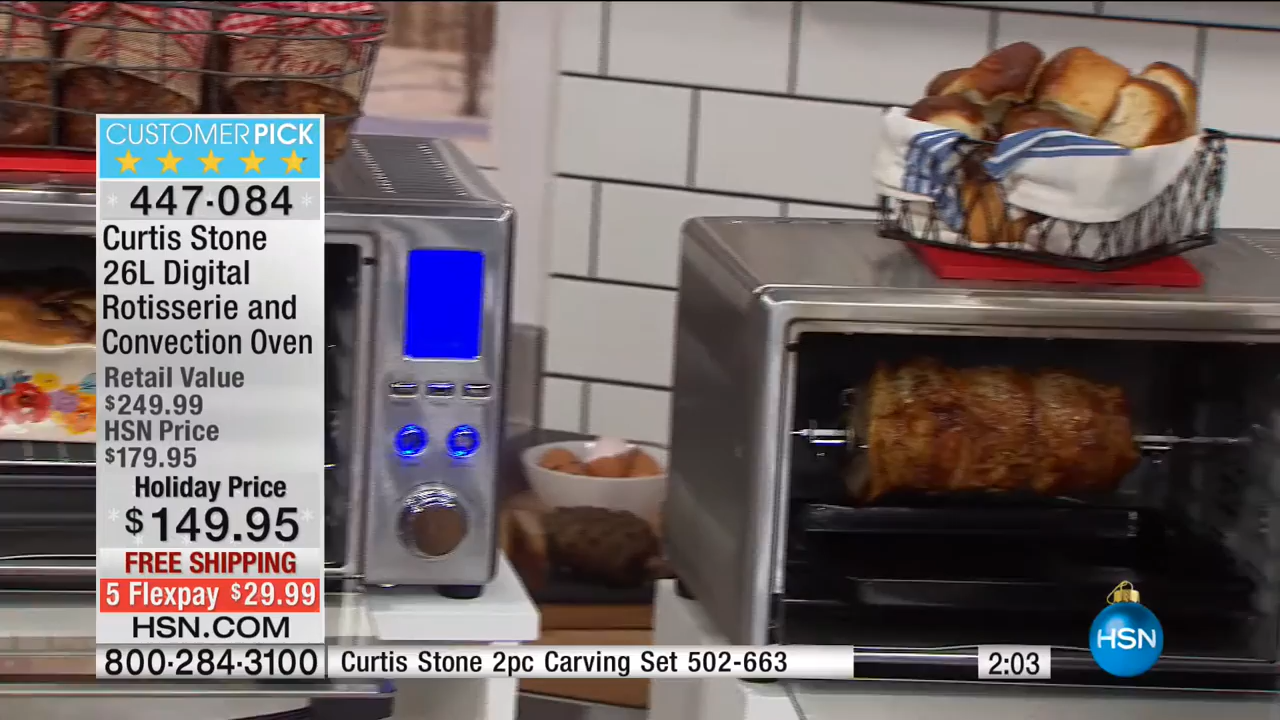 CUSTOMERPICK
447·084
Curtis Stone
26L Digital
Rotisserie and
Convection Oven
Retail Value
$249.99
HSN Price
$179.95
Holiday Price
$149.95
FREE SHIPPING
5 Flexpay $29.99
HSN.COM
800·284·3100
Curtis Stone 2pc Carving Set 502-663
2:03
HSN